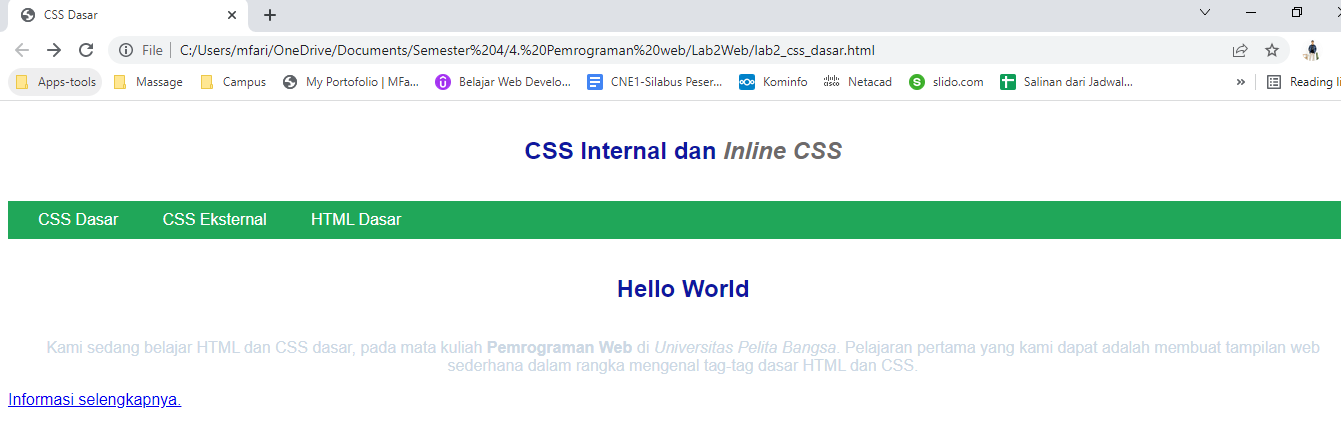 CSS Dasar
File | C:/Users/mfari/OneDrive/Documents/Semester%204/4.%20Pemrograman%20web/Lab2Web/lab2_css_dasar.html
Apps-tools Massage Campus My Portofolio | MFa... Belajar Web Develo... CNE1-Silabus Peser... Kominfo Netacad slido.com Salinan dari Jadwal... » Reading li
CSS Internal dan Inline CSS
CSS Dasar CSS Eksternal HTML Dasar
Hello World
Kami sedang belajar HTML dan CSS dasar, pada mata kuliah Pemrograman Web di Universitas Pelita Bangsa. Pelajaran pertama yang kami dapat adalah membuat tampilan web
sederhana dalam rangka mengenal tag-tag dasar HTML dan CSS.
Informasi selengkapnya.